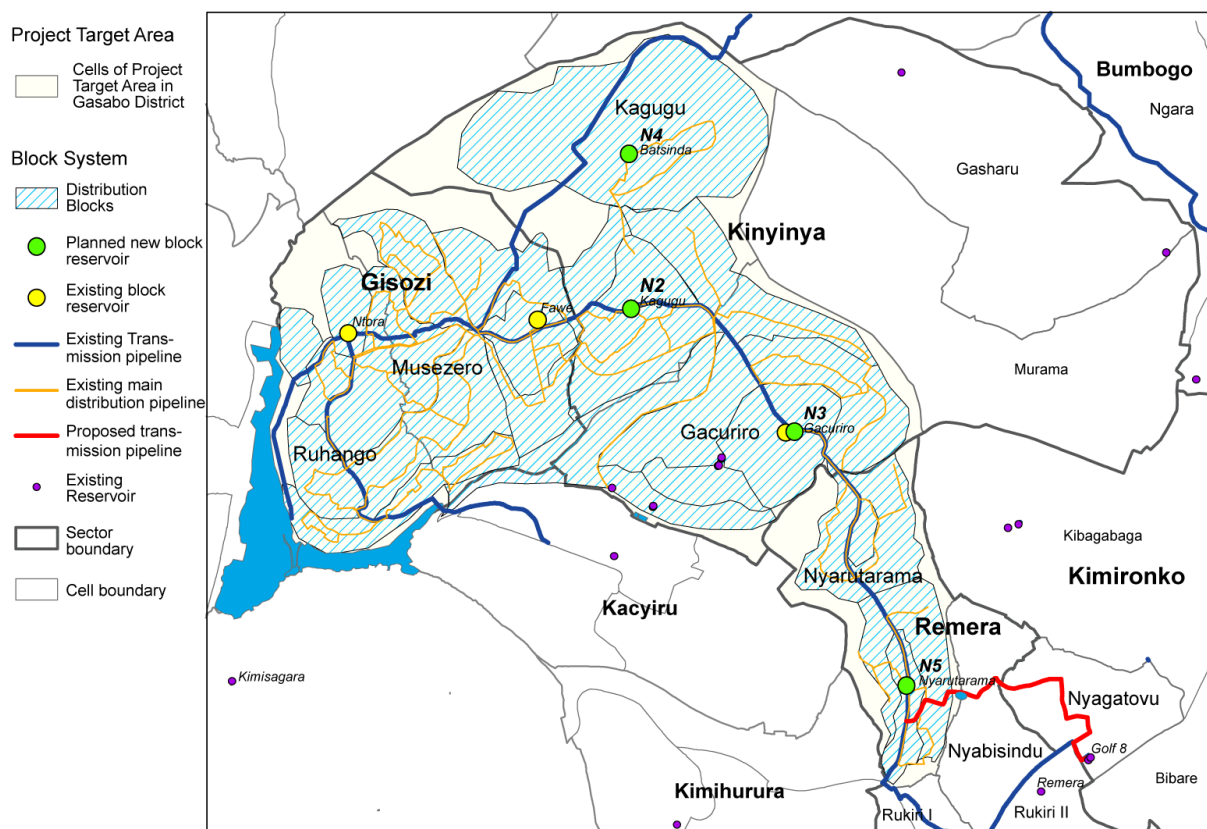 Project Target Area
Cells of Project
Target Area in
Gasabo District
Block System
Distribution
Blocks
Planned new block
reservoir
Existing block
reservoir
Existing Trans-
mission pipeline
Existing main
distribution pipeline
Proposed trans-
mission pipeline
Existing
Reservoir
Sector
boundary
Cell boundary
Bumbogo
Ngara
Kagugu
N4
Batsinda
Gasharu
Kinyinya
Gisozi
N2
Kagugu
Fawe
Ntora
Musezero
Murama
N3
Gacuriro
Gacuriro
Ruhango
Kibagabaga
Nyarutarama
Kimironko
Kacyiru
Remera
N5
Nyarutarama
Kimisagara
Nyagatovu
Nyabisindu
Golf 8
Bibare
Remera
Kimihurura
Rukiri I
Rukiri II